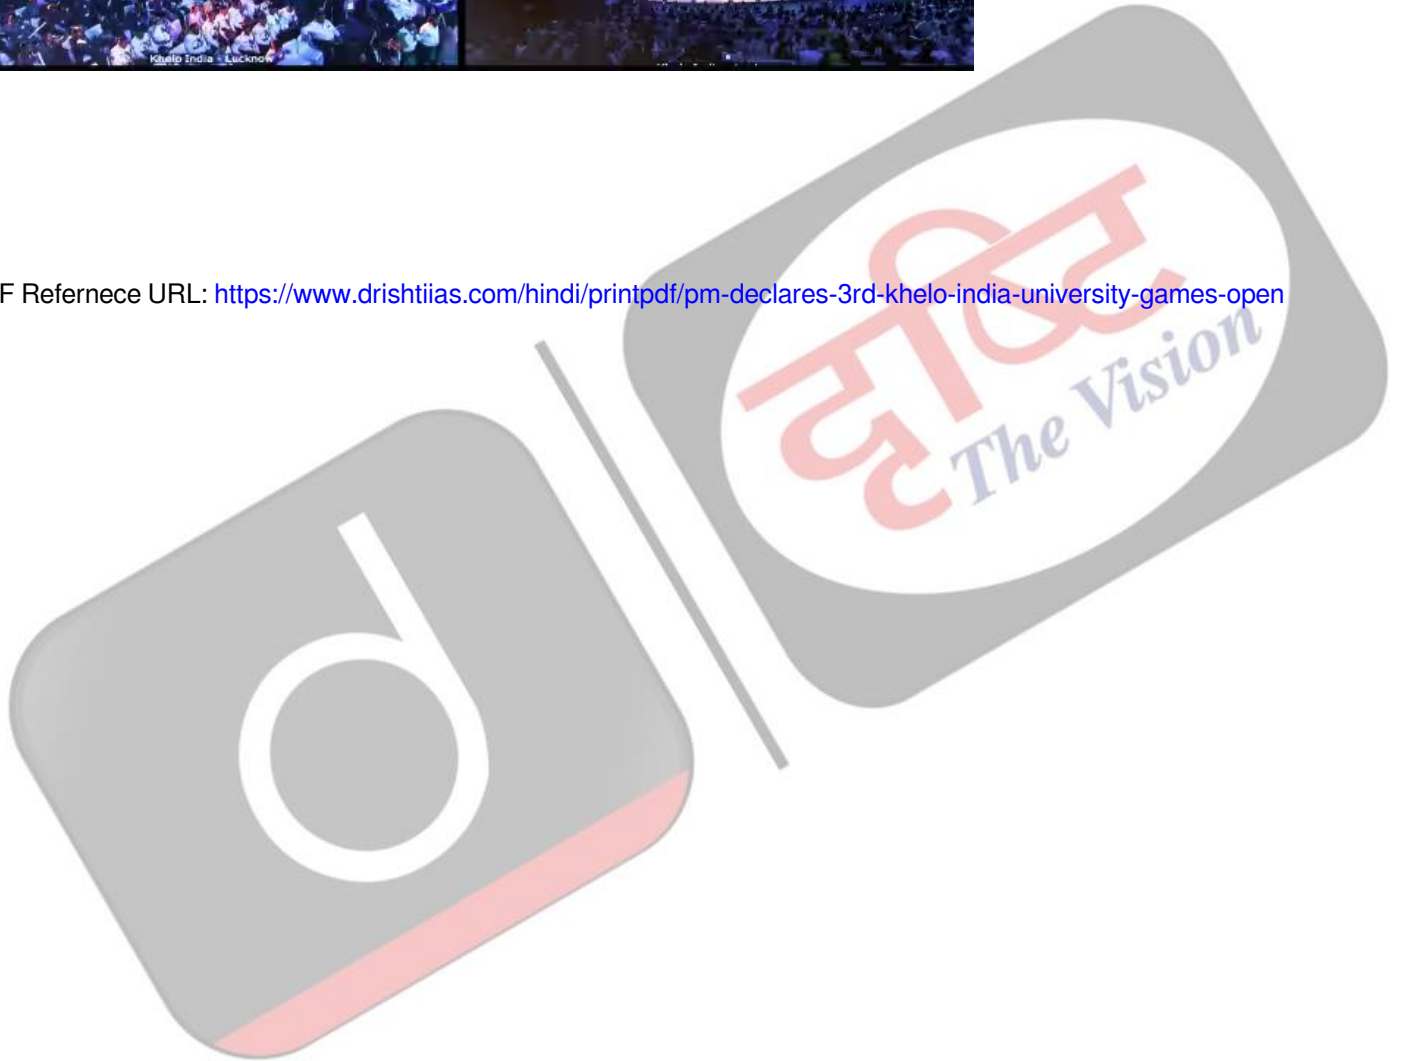 Khelo India - Lucknow
F Refernece URL: https://www.drishtiias.com/hindi/printpdf/pm-declares-3rd-khelo-india-university-games-open
दृष्टि
The Vision
d